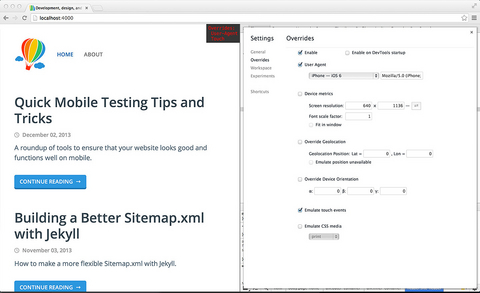 Development, design, and
localhost:4000
HOME
ABOUT
Quick Mobile Testing Tips and
Tricks
December 02, 2013
A roundup of tools to ensure that your website looks good and
functions well on mobile.
CONTINUE READING →
Building a Better Sitemap.xml
with Jekyll
November 03, 2013
How to make a more flexible Sitemap.xml with Jekyll.
CONTINUE READING →
Settings
General
Overrides
Workspace
Experiments
Shortcuts
Overrides
Enable
Enable on DevTools startup
User Agent
iPhone — iOS 6
Mozilla/5.0 (iPhone;
Device metrics
Screen resolution: 640 x 1136
Font scale factor: 1
Fit in window
Override Geolocation
Geolocation Position: Lat = 0 , Lon = 0
Emulate position unavailable
Override Device Orientation
α: 0 β: 0 γ: 0
Emulate touch events
Emulate CSS media
print